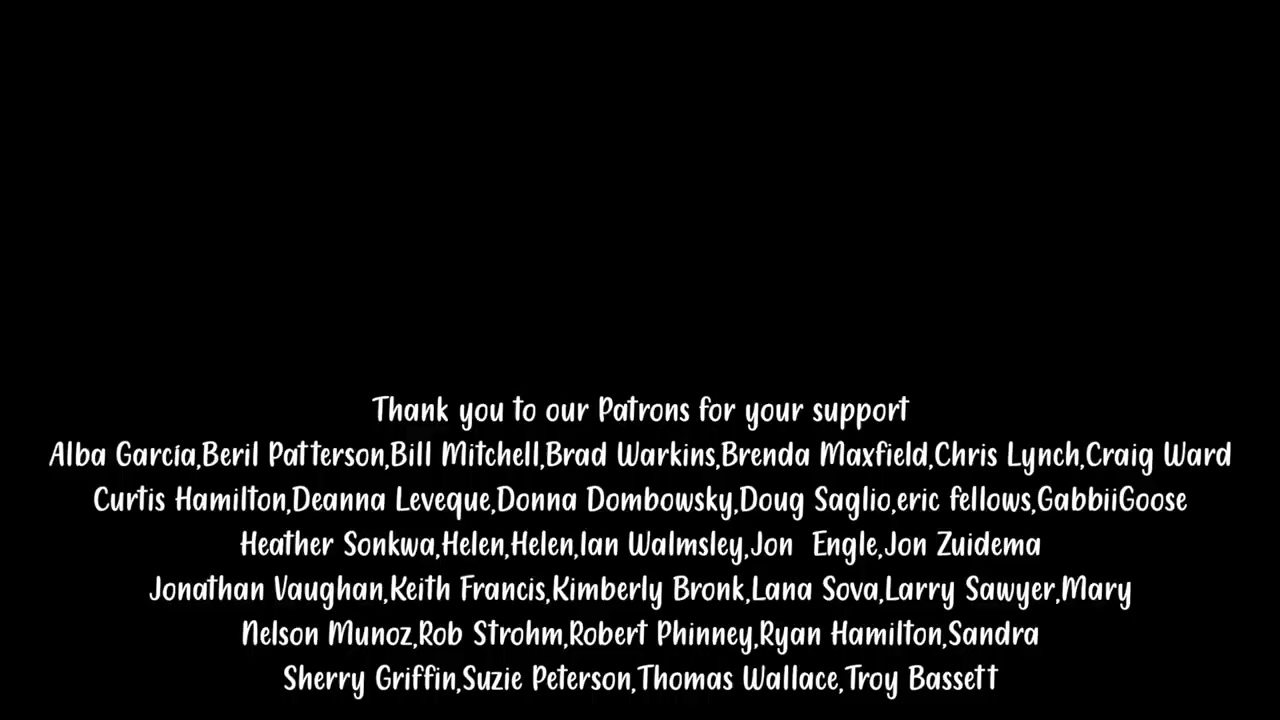 Thank you to our Patrons for your support
Alba García,Beril Patterson,Bill Mitchell,Brad Warkins,Brenda Maxfield,Chris Lynch,Craig Ward
Curtis Hamilton,Deanna Leveque,Donna Dombowsky,Doug Saglio,eric fellows,GabbiiGoose
Heather Sonkwa,Helen,Helen,Ian Walmsley,Jon  Engle,Jon Zuidema
Jonathan Vaughan,Keith Francis,Kimberly Bronk,Lana Sova,Larry Sawyer,Mary
Nelson Munoz,Rob Strohm,Robert Phinney,Ryan Hamilton,Sandra
Sherry Griffin,Suzie Peterson,Thomas Wallace,Troy Bassett